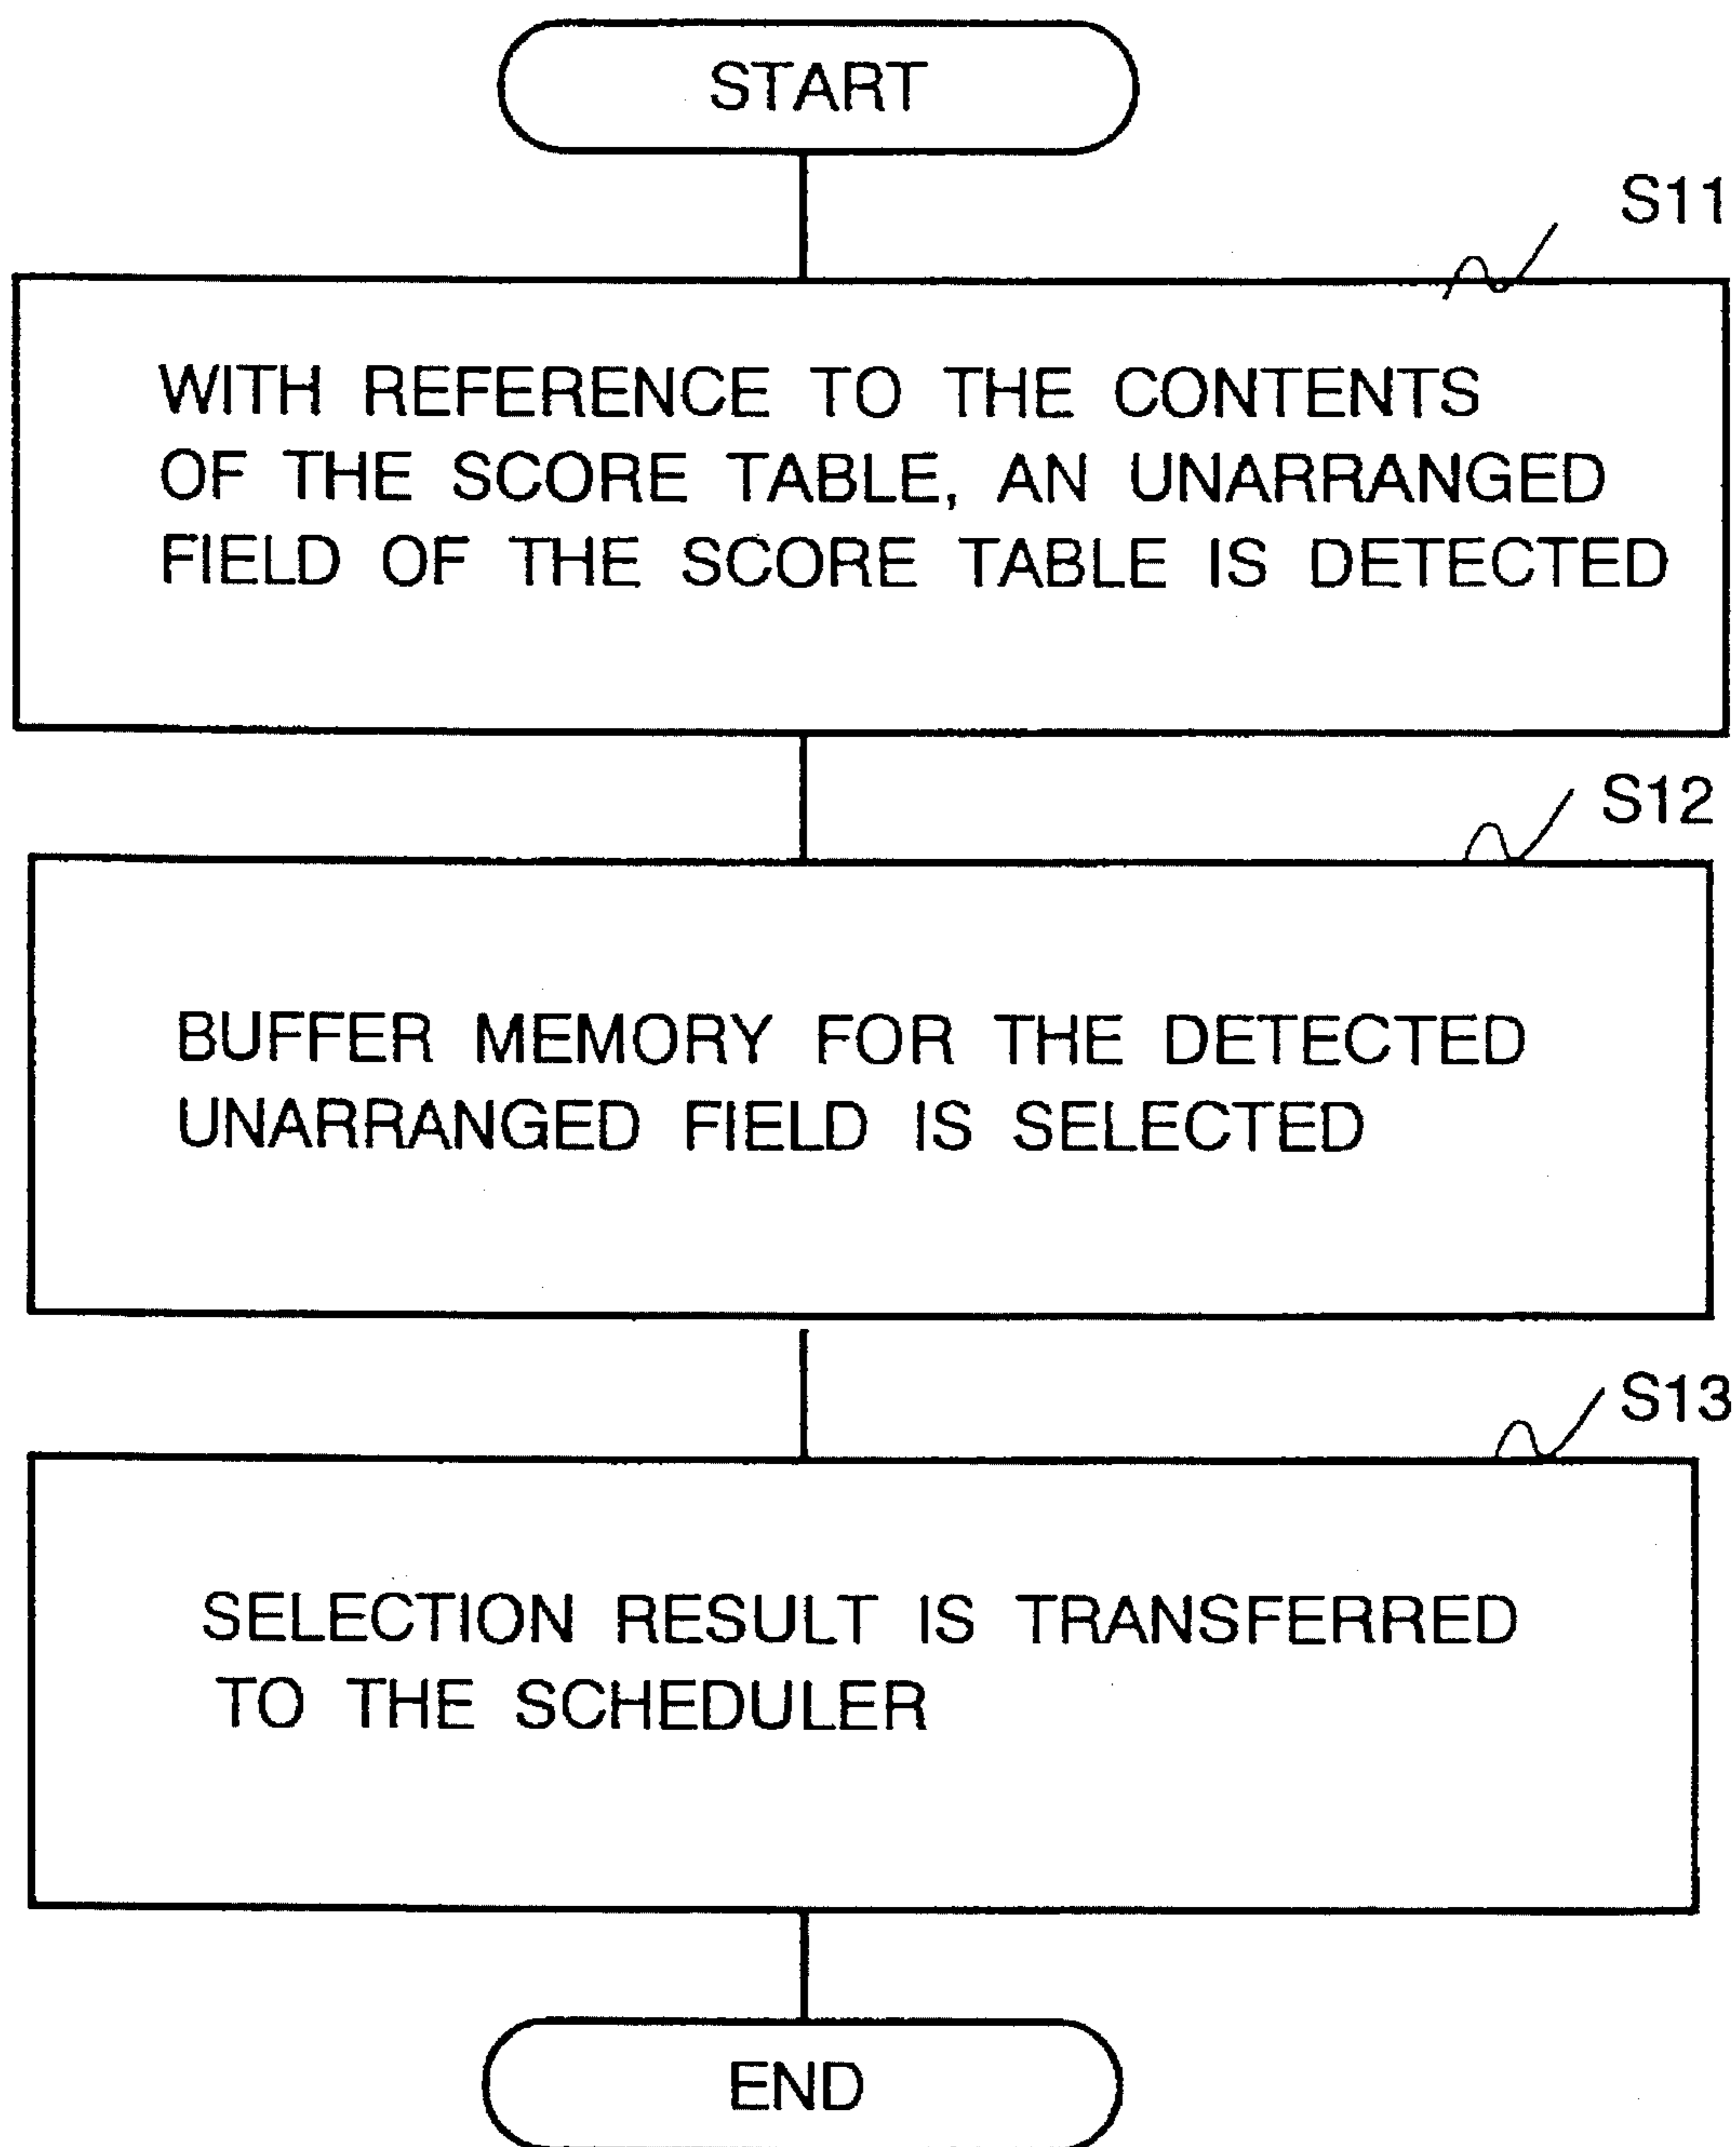 START
S11
WITH REFERENCE TO THE CONTENTS
OF THE SCORE TABLE, AN UNARRANGED
FIELD OF THE SCORE TABLE IS DETECTED
S12
BUFFER MEMORY FOR THE DETECTED
UNARRANGED FIELD IS SELECTED
S13
SELECTION RESULT IS TRANSFERRED
TO THE SCHEDULER
END